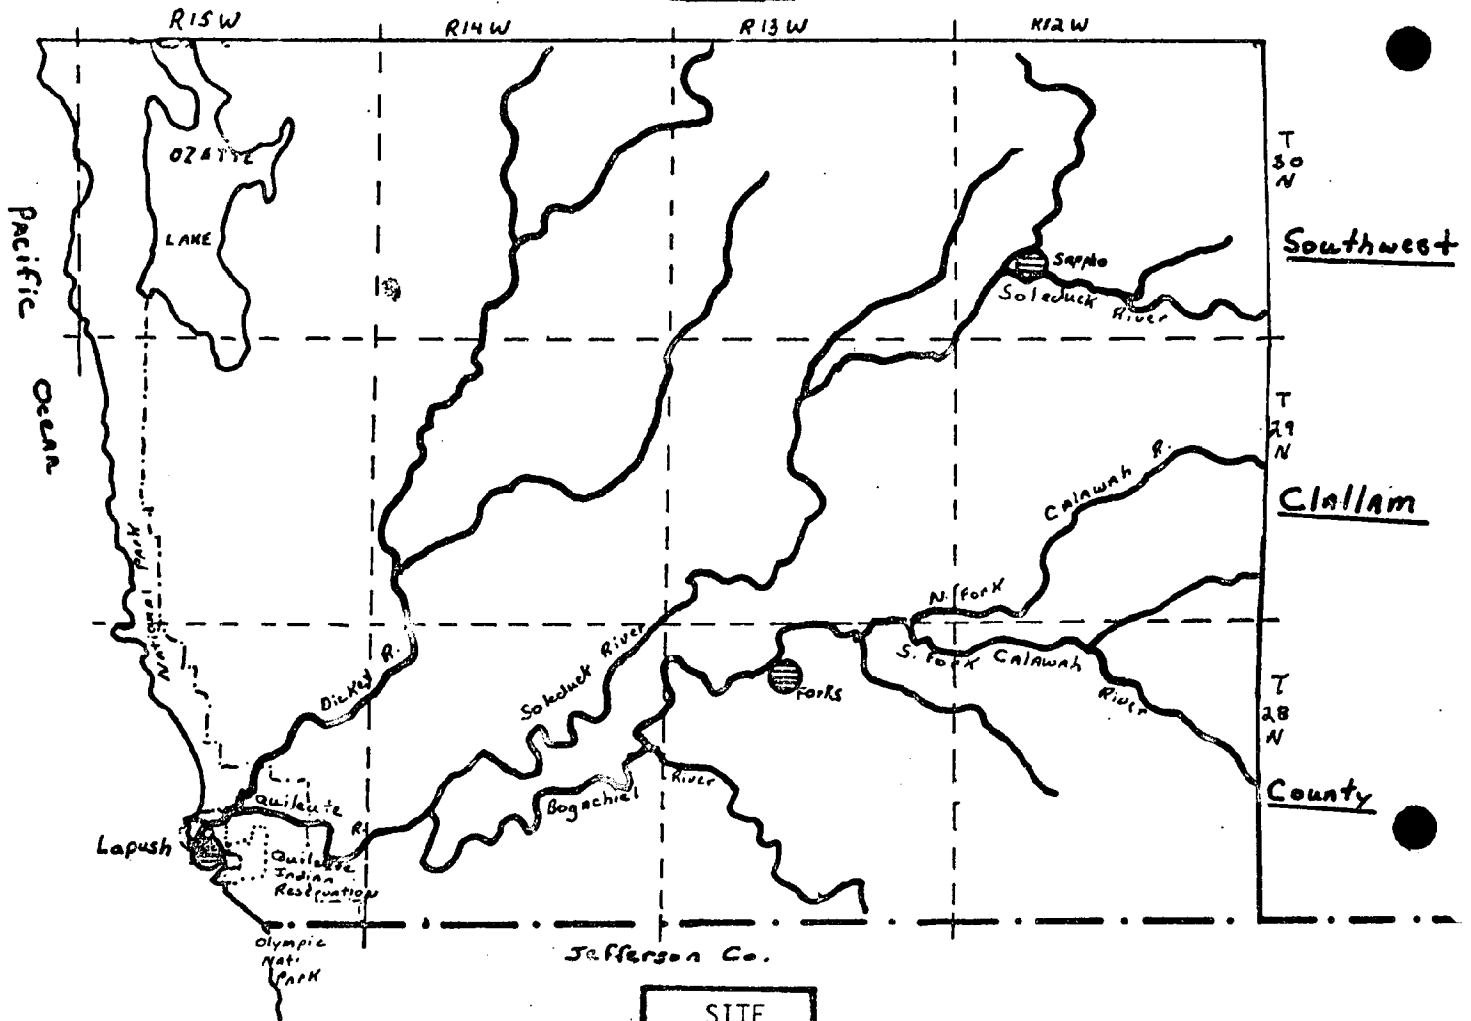 R15W
R14W
R13W
R12W
OZETTE
LAKE
Pacific
Ocean
T
30
N
Southwest
Sappho
Soleduck
River
T
29
N
Calawah R.
Clallam
National Park
N. Fork
S. Fork Calawah
River
Dickey R.
Soleduck River
Forks
T
28
N
County
Bogachiel
River
Quileute
R.
Lapush
Quileute
Indian
Reservation
Olympic
Nat.
Park
Jefferson Co.
SITE